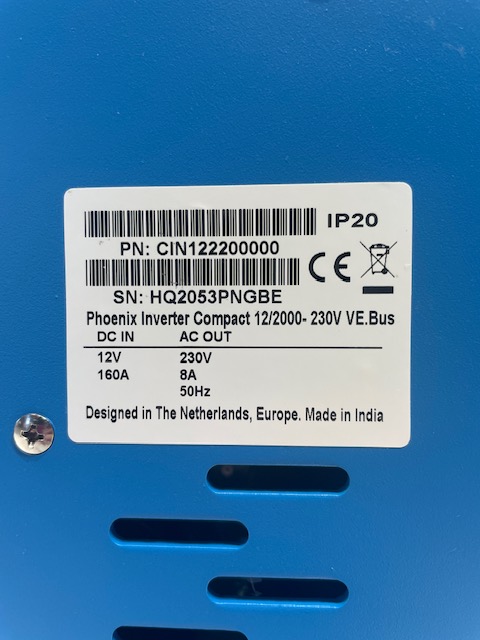 IP20
PN: CIN122200000
CE
SN: HQ2053PNGBE
Phoenix Inverter Compact 12/2000- 230V VE.Bus
DC IN AC OUT
12V 230V
160A 8A
50Hz
Designed in The Netherlands, Europe. Made in India